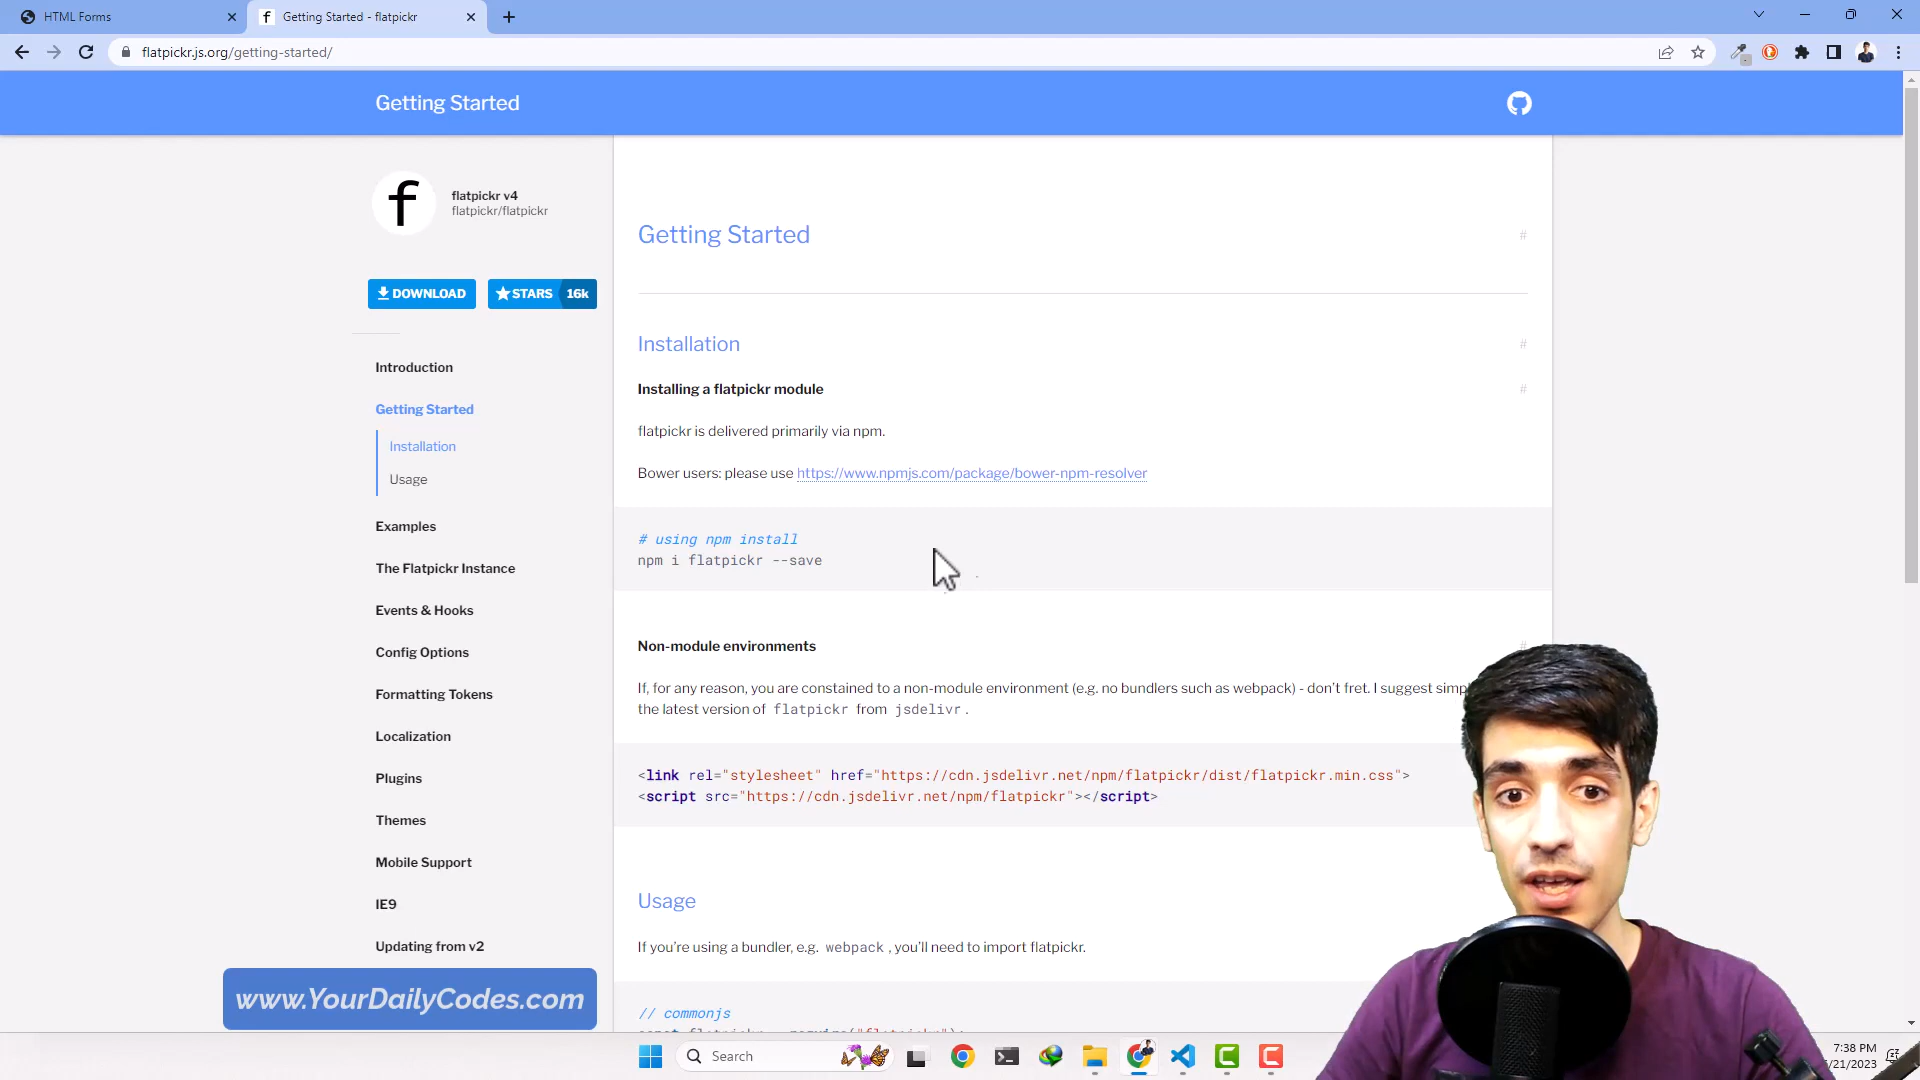 HTML Forms
Getting Started - flatpickr
flatpickr.js.org/getting-started/
Getting Started
f
flatpickr v4
flatpickr/flatpickr
DOWNLOAD
STARS 16k
Introduction
Getting Started
Installation
Usage
Examples
The Flatpickr Instance
Events & Hooks
Config Options
Formatting Tokens
Localization
Plugins
Themes
Mobile Support
IE9
Updating from v2
Getting Started #
Installation #
Installing a flatpickr module #
flatpickr is delivered primarily via npm.
Bower users: please use https://www.npmjs.com/package/bower-npm-resolver
# using npm install
npm i flatpickr --save
Non-module environments #
If, for any reason, you are constained to a non-module environment (e.g. no bundlers such as webpack) - don't fret. I suggest
the latest version of flatpickr from jsdelivr.
<link rel="stylesheet" href="https://cdn.jsdelivr.net/npm/flatpickr/dist/flatpickr.min.css">
<script src="https://cdn.jsdelivr.net/npm/flatpickr"></script>
Usage
If you're using a bundler, e.g. webpack, you'll need to import flatpickr.
// commonjs
www.YourDailyCodes.com
Search
7:38 PM
/21/2023